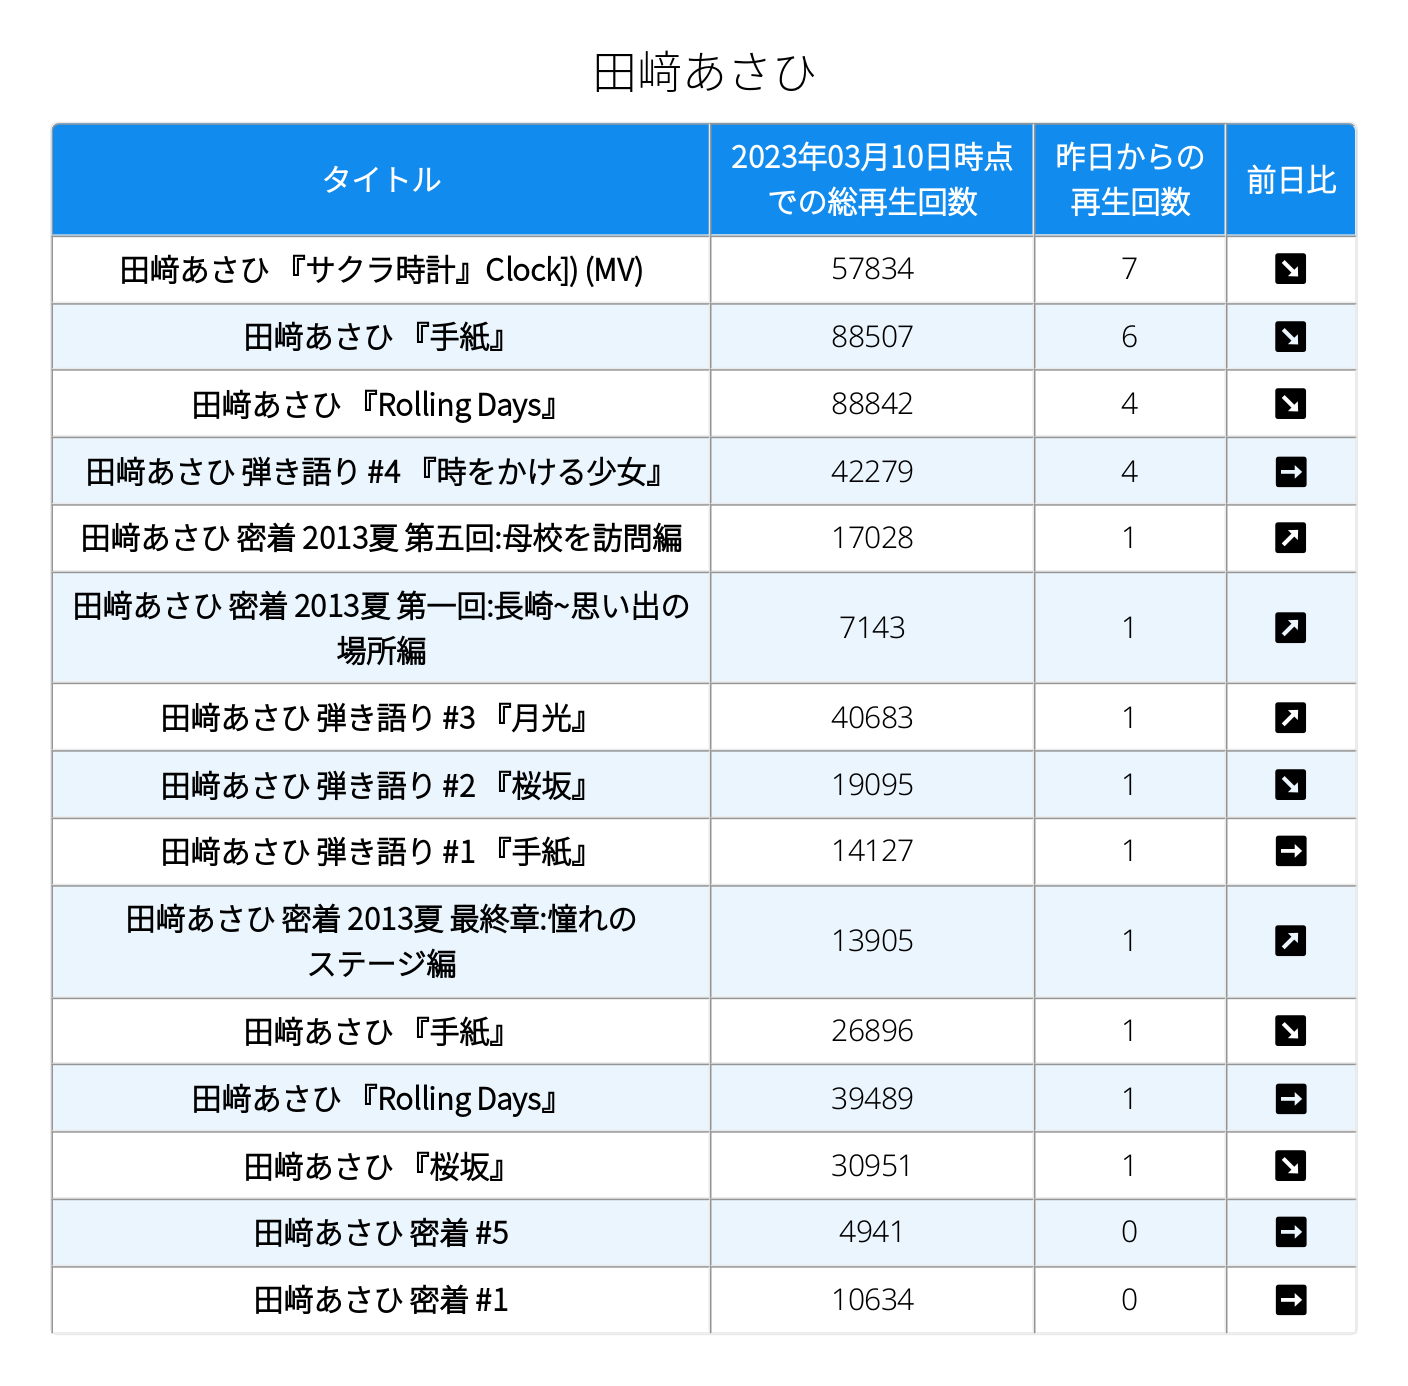 田﨑あさひ
タイトル
2023年03月10日時点
での総再生回数
昨日からの
再生回数
前日比
田﨑あさひ 『サクラ時計』Clock]) (MV)
57834
7
田﨑あさひ 『手紙』
88507
6
田﨑あさひ 『Rolling Days』
88842
4
田﨑あさひ 弾き語り #4 『時をかける少女』
42279
4
田﨑あさひ 密着 2013夏 第五回:母校を訪問編
17028
1
田﨑あさひ 密着 2013夏 第一回:長崎~思い出の
場所編
7143
1
田﨑あさひ 弾き語り #3 『月光』
40683
1
田﨑あさひ 弾き語り #2 『桜坂』
19095
1
田﨑あさひ 弾き語り #1 『手紙』
14127
1
田﨑あさひ 密着 2013夏 最終章:憧れの
ステージ編
13905
1
田﨑あさひ 『手紙』
26896
1
田﨑あさひ 『Rolling Days』
39489
1
田﨑あさひ 『桜坂』
30951
1
田﨑あさひ 密着 #5
4941
0
田﨑あさひ 密着 #1
10634
0